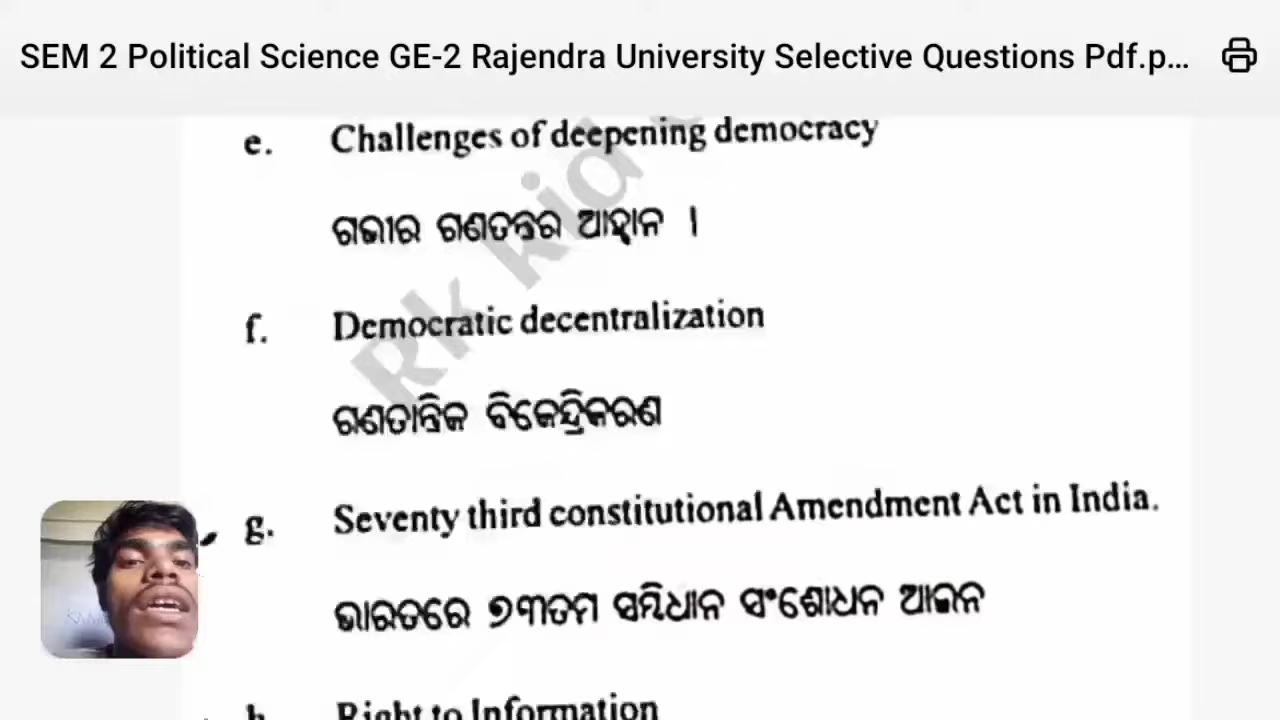 SEM 2 Political Science GE-2 Rajendra University Selective Questions Pdf.p...
e. Challenges of deepening democracy
ଗଭୀର ଗଣତନ୍ତ୍ରର ଆହ୍ୱାନ ।
f. Democratic decentralization
ଗଣତାନ୍ତ୍ରିକ ବିକେନ୍ଦ୍ରିକରଣ
g. Seventy third constitutional Amendment Act in India.
ଭାରତରେ ୭୩ତମ ସମ୍ବିଧାନ ସଂଶୋଧନ ଆଇନ
h. Right to Information
Rk kid